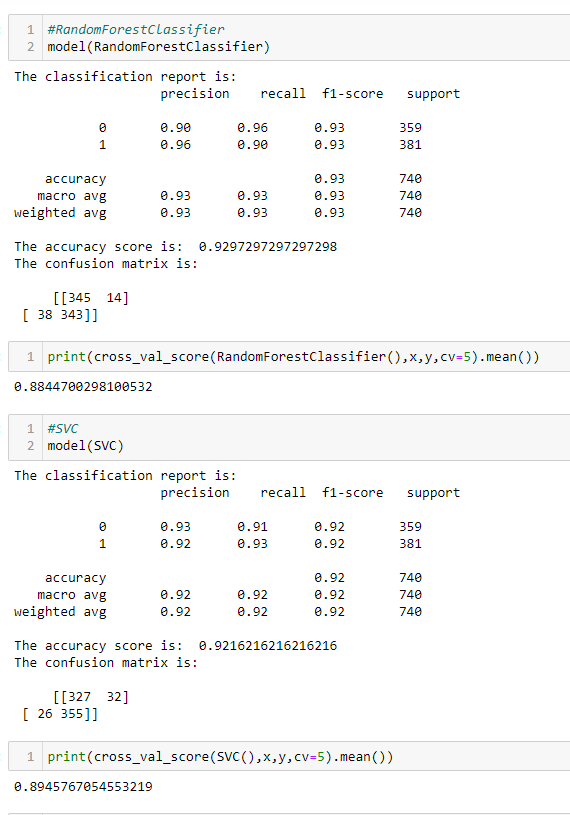 1 #RandomForestClassifier
2 model(RandomForestClassifier)
The classification report is:
precision recall f1-score support
0 0.90 0.96 0.93 359
1 0.96 0.90 0.93 381
accuracy 0.93 740
macro avg 0.93 0.93 0.93 740
weighted avg 0.93 0.93 0.93 740
The accuracy score is: 0.9297297297297298
The confusion matrix is:
[[345 14]
[ 38 343]]
1 print(cross_val_score(RandomForestClassifier(),x,y,cv=5).mean())
0.8844700298100532
1 #SVC
2 model(SVC)
The classification report is:
precision recall f1-score support
0 0.93 0.91 0.92 359
1 0.92 0.93 0.92 381
accuracy 0.92 740
macro avg 0.92 0.92 0.92 740
weighted avg 0.92 0.92 0.92 740
The accuracy score is: 0.9216216216216216
The confusion matrix is:
[[327 32]
[ 26 355]]
1 print(cross_val_score(SVC(),x,y,cv=5).mean())
0.8945767054553219